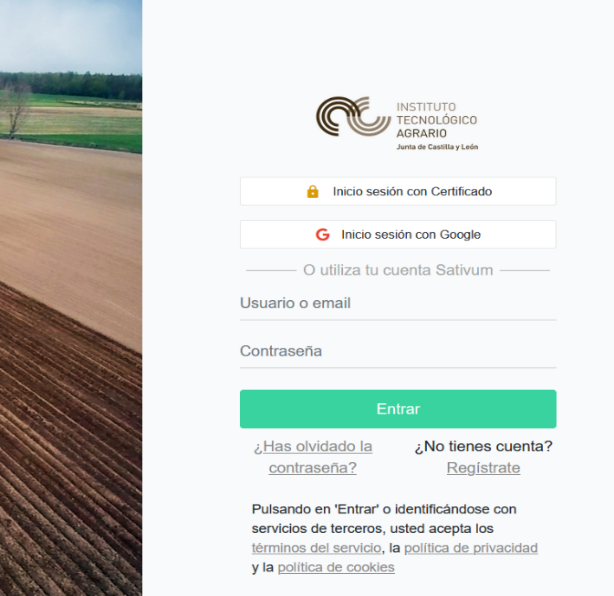 INSTITUTO
TECNOLÓGICO
AGRARIO
Junta de Castilla y León
Inicio sesión con Certificado
Inicio sesión con Google
O utiliza tu cuenta Sativum
Usuario o email
Contraseña
Entrar
¿Has olvidado la
contraseña?
¿No tienes cuenta?
Regístrate
Pulsando en 'Entrar' o identificándose con
servicios de terceros, usted acepta los
términos del servicio, la política de privacidad
y la política de cookies